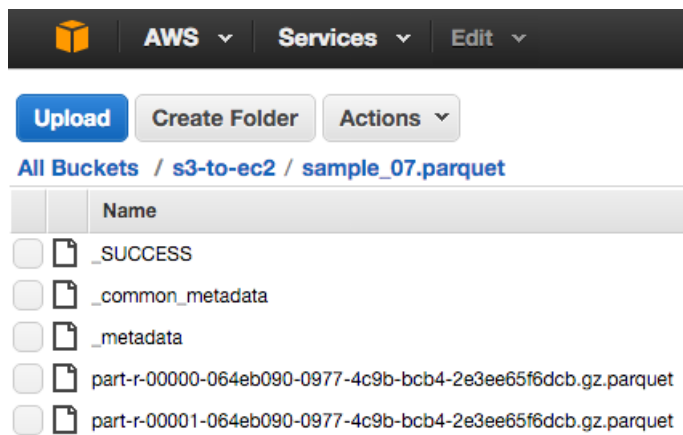 AWS Services Edit
Upload Create Folder Actions
All Buckets / s3-to-ec2 / sample_07.parquet
Name
_SUCCESS
_common_metadata
_metadata
part-r-00000-064eb090-0977-4c9b-bcb4-2e3ee65f6dcb.gz.parquet
part-r-00001-064eb090-0977-4c9b-bcb4-2e3ee65f6dcb.gz.parquet